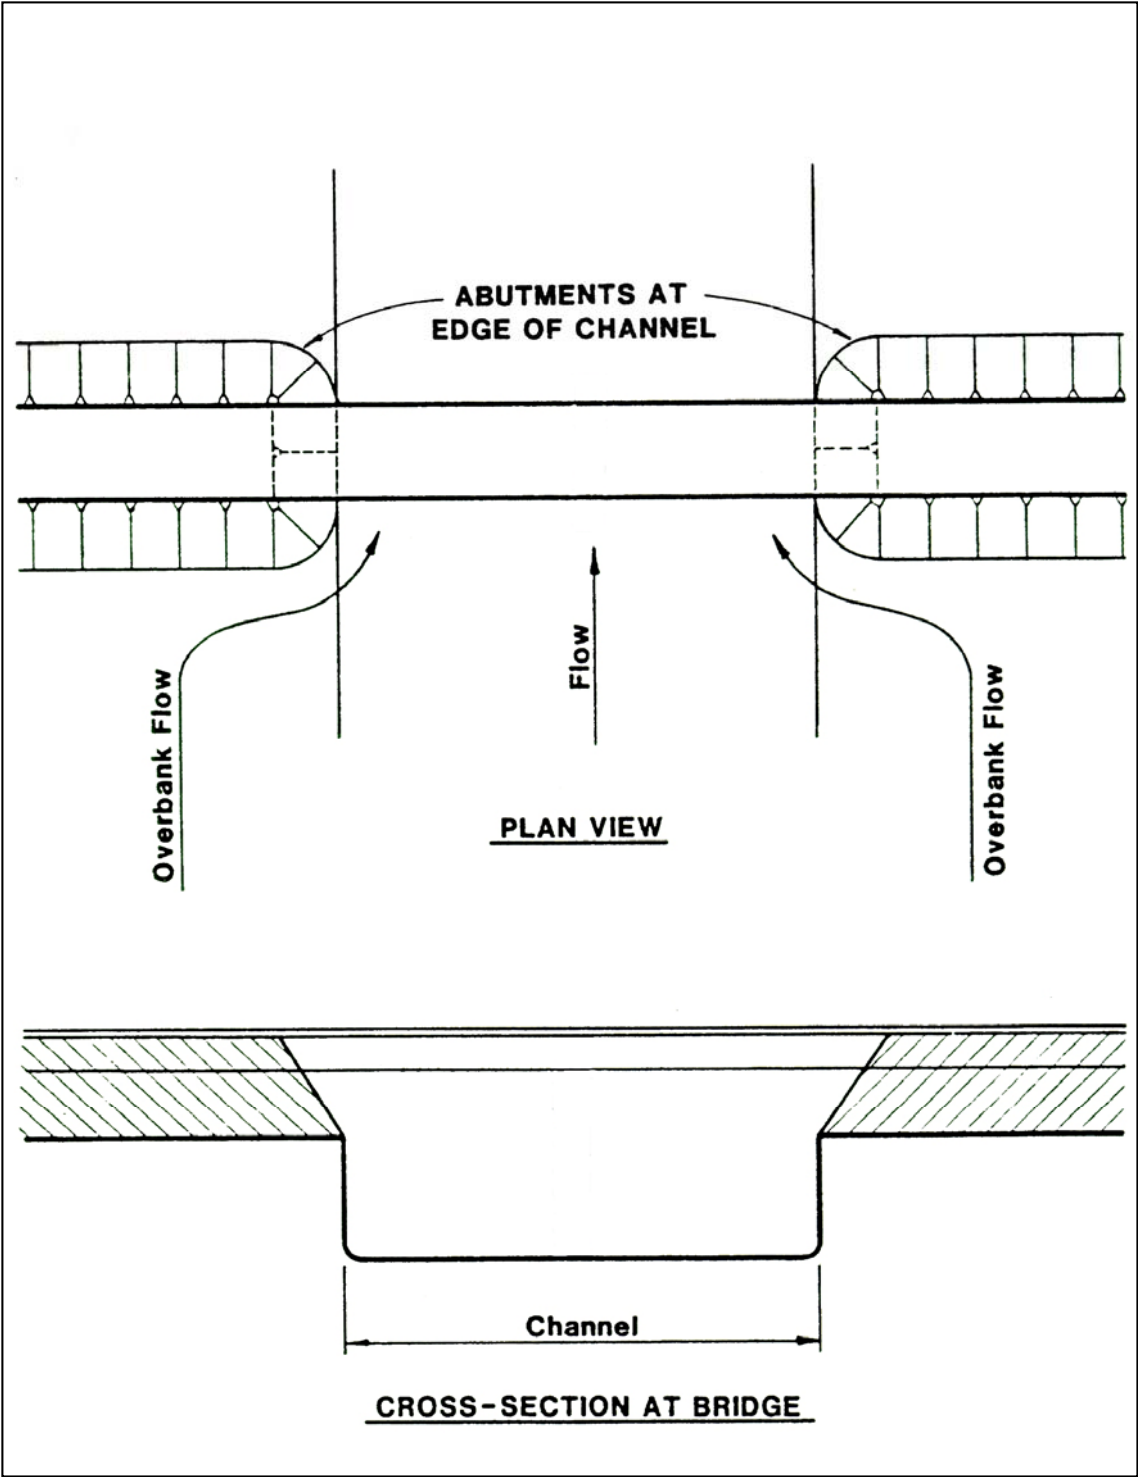 ABUTMENTS AT
EDGE OF CHANNEL
Overbank Flow
Flow
Overbank Flow
PLAN VIEW
Channel
CROSS-SECTION AT BRIDGE